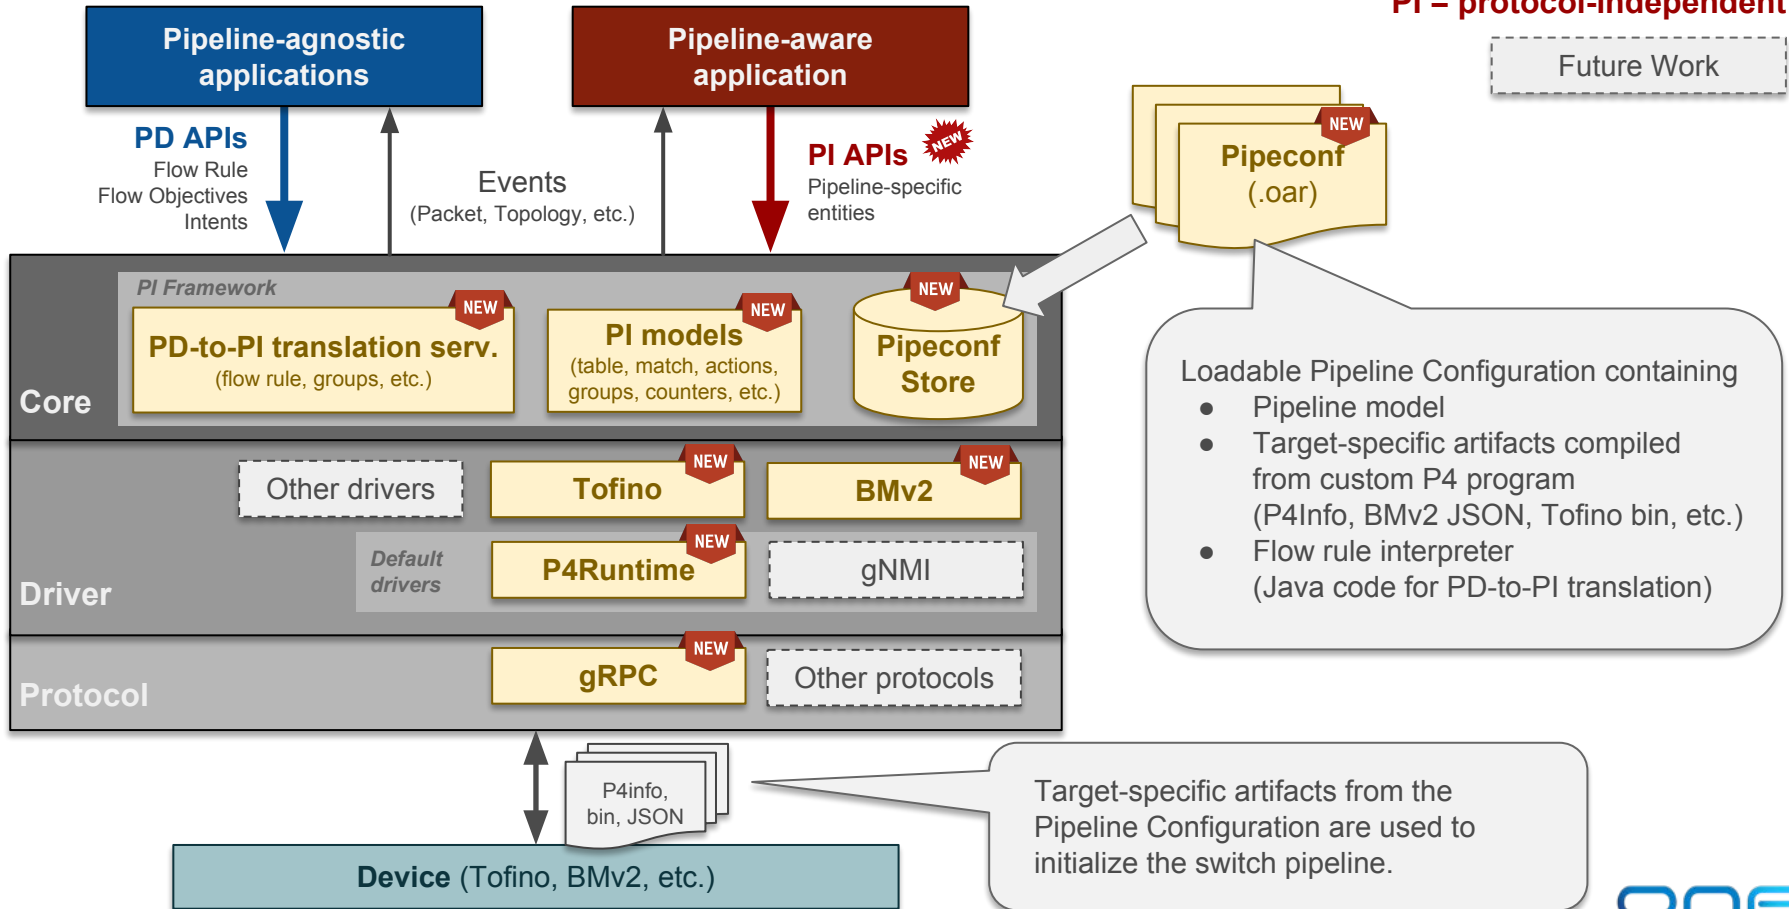 PI = protocol-independent
Future Work
Pipeline-agnostic
applications
Pipeline-aware
application
PD APIs
Flow Rule
Flow Objectives
Intents
Events
(Packet, Topology, etc.)
PI APIs
NEW
Pipeline-specific
entities
NEW
Pipeconf
(.oar)
PI Framework
NEW
PD-to-PI translation serv.
(flow rule, groups, etc.)
NEW
PI models
(table, match, actions,
groups, counters, etc.)
NEW
Pipeconf
Store
Core
Loadable Pipeline Configuration containing
● Pipeline model
● Target-specific artifacts compiled
from custom P4 program
(P4Info, BMv2 JSON, Tofino bin, etc.)
● Flow rule interpreter
(Java code for PD-to-PI translation)
Other drivers
NEW
Tofino
NEW
BMv2
Default
drivers
NEW
P4Runtime
gNMI
Driver
NEW
gRPC
Other protocols
Protocol
P4info,
bin, JSON
Target-specific artifacts from the
Pipeline Configuration are used to
initialize the switch pipeline.
Device (Tofino, BMv2, etc.)